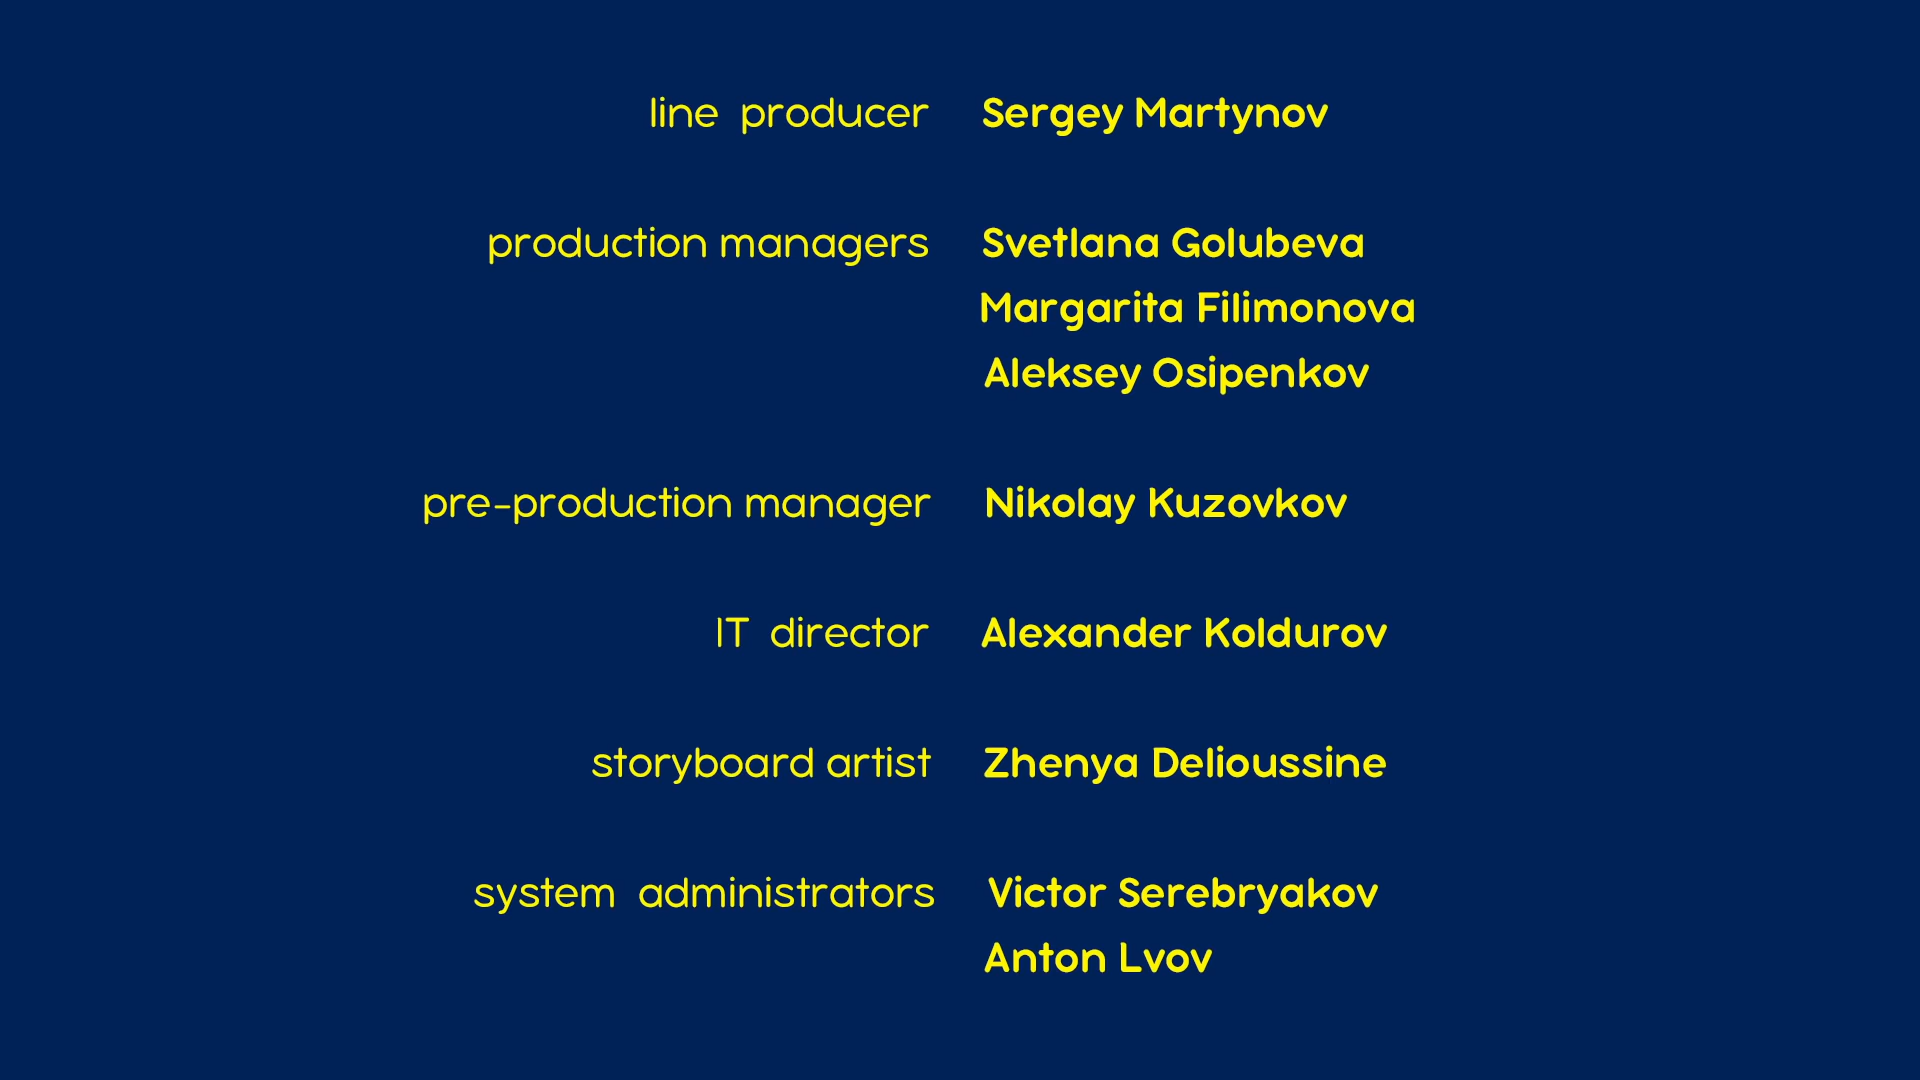 line producer Sergey Martynov
production managers Svetlana Golubeva
Margarita Filimonova
Aleksey Osipenkov
pre-production manager Nikolay Kuzovkov
IT director Alexander Koldurov
storyboard artist Zhenya Delioussine
system administrators Victor Serebryakov
Anton Lvov